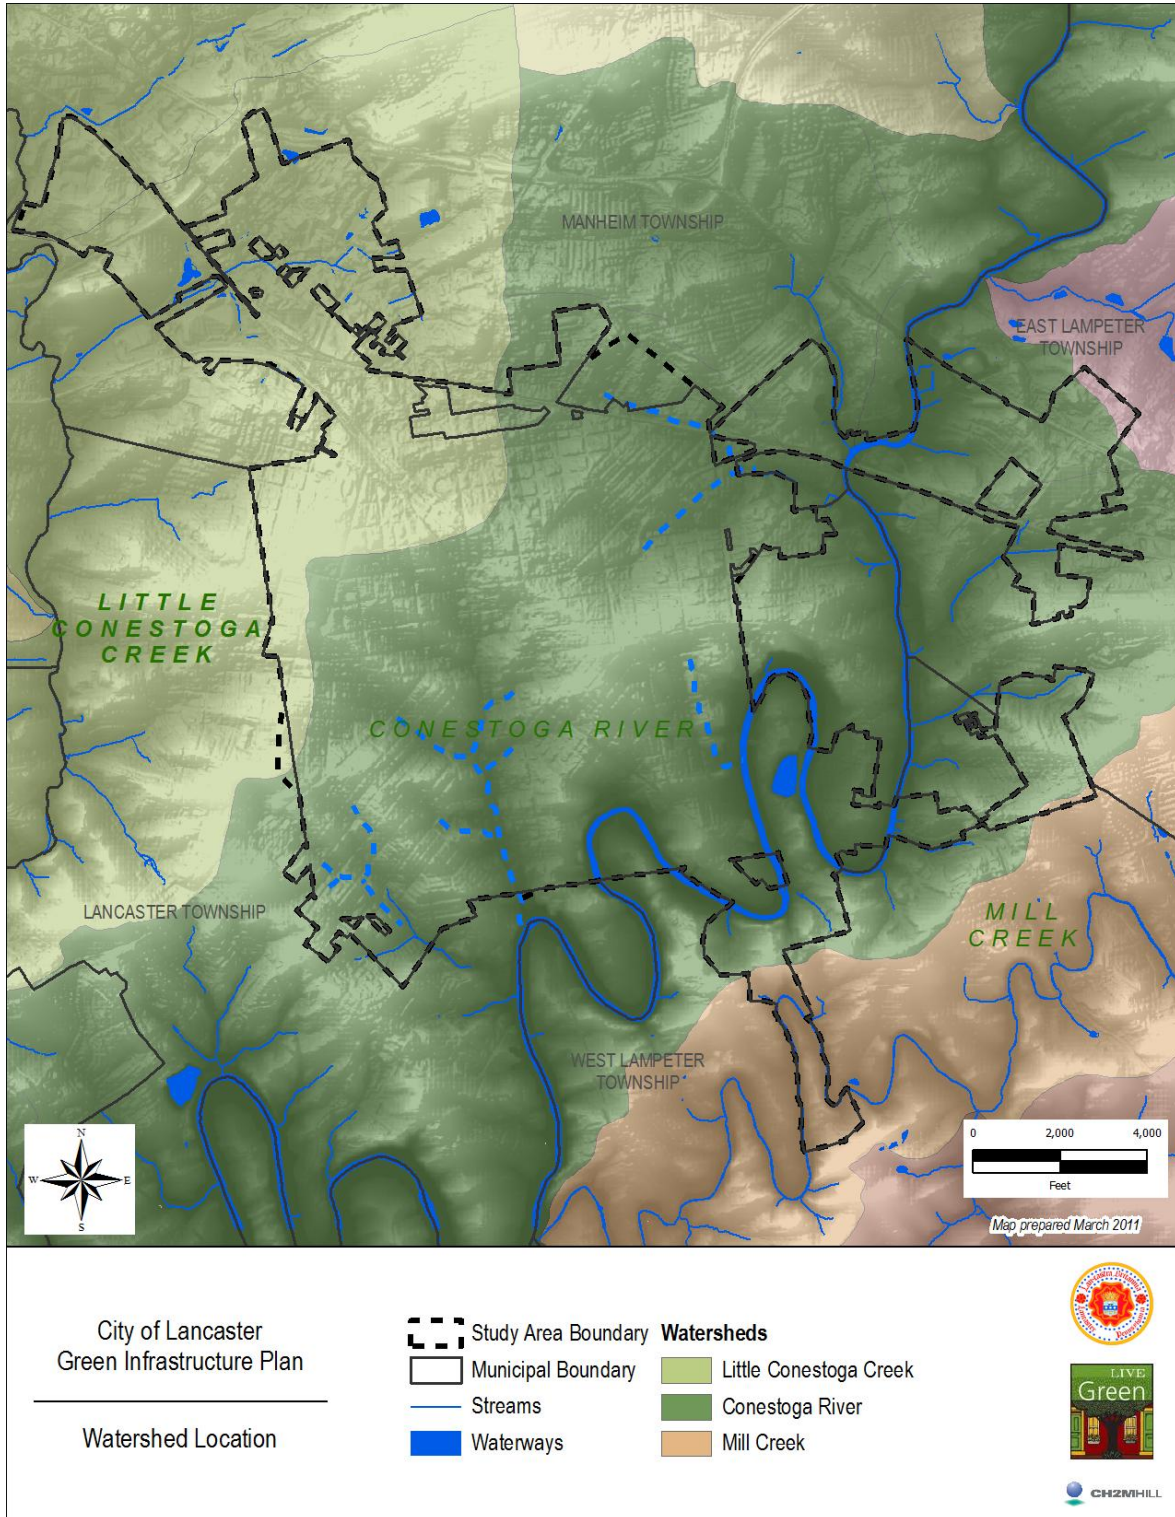 MANHEIM TOWNSHIP
EAST LAMPETER
TOWNSHIP
LITTLE
CONESTOGA
CREEK
CONESTOGA RIVER
LANCASTER TOWNSHIP
MILL
CREEK
WEST LAMPETER
TOWNSHIP
N
W E
S
0 2,000 4,000
Feet
Map prepared March 2011
City of Lancaster
Green Infrastructure Plan
Watershed Location
Study Area Boundary
Municipal Boundary
Streams
Waterways
Watersheds
Little Conestoga Creek
Conestoga River
Mill Creek
LIVE
Green
CH2MHILL